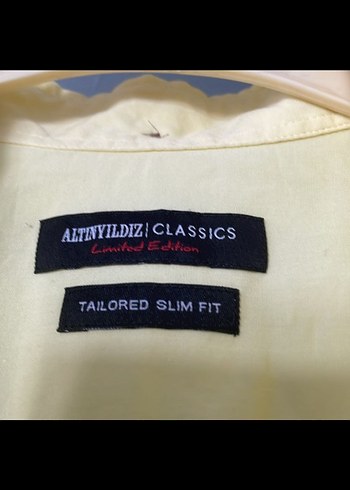 ALTINYILDIZ CLASSICS
Limited Edition
TAILORED SLIM FIT